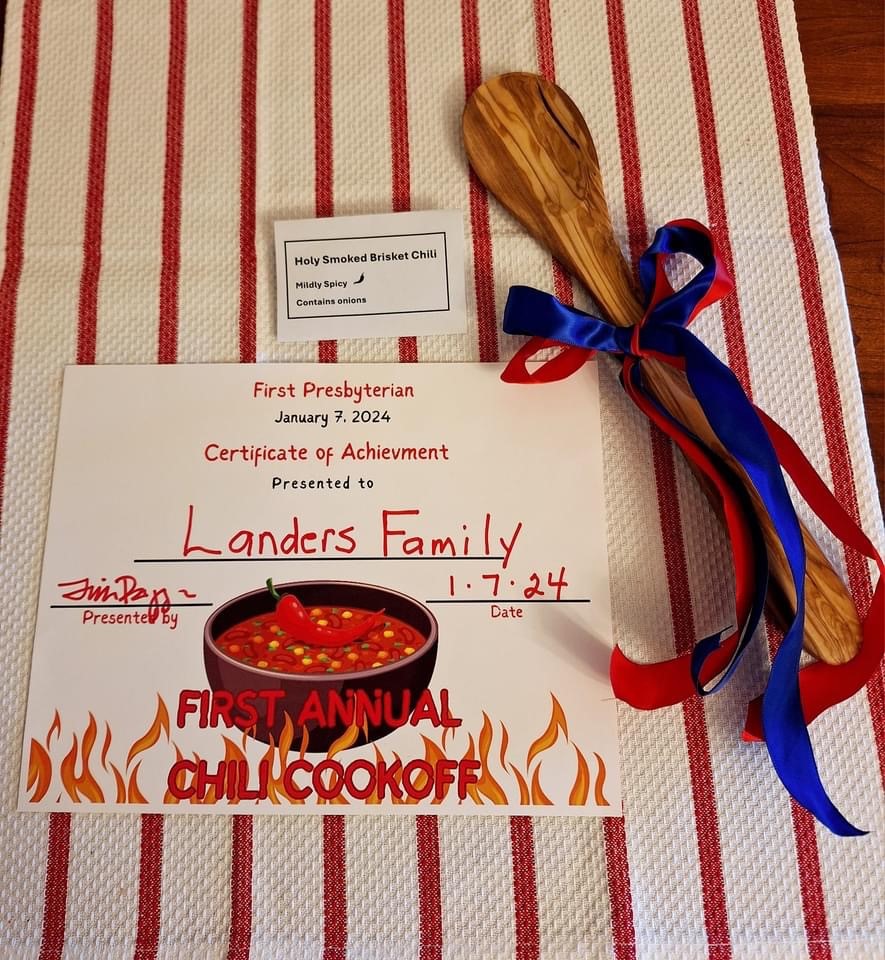 Holy Smoked Brisket Chili
Mildly Spicy
Contains onions
First Presbyterian
January 7, 2024
Certificate of Achievment
Presented to
Landers Family
1.7.24
Presented by
Date
FIRST ANNUAL
CHILI COOKOFF